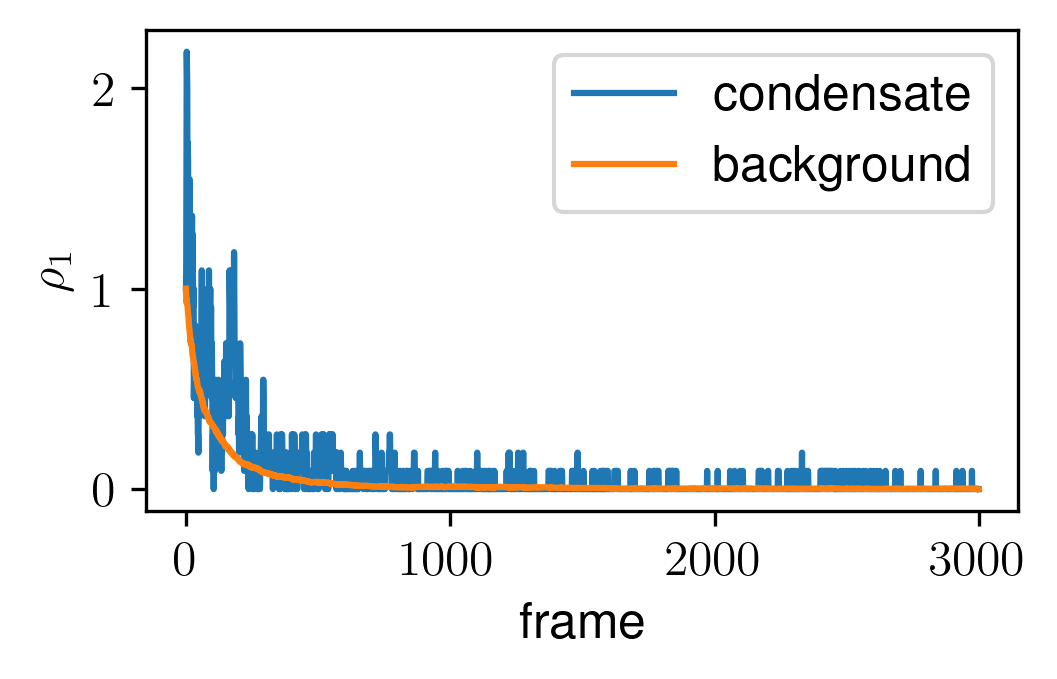 condensate
background
2
1
0
ρ₁
0 1000 2000 3000
frame